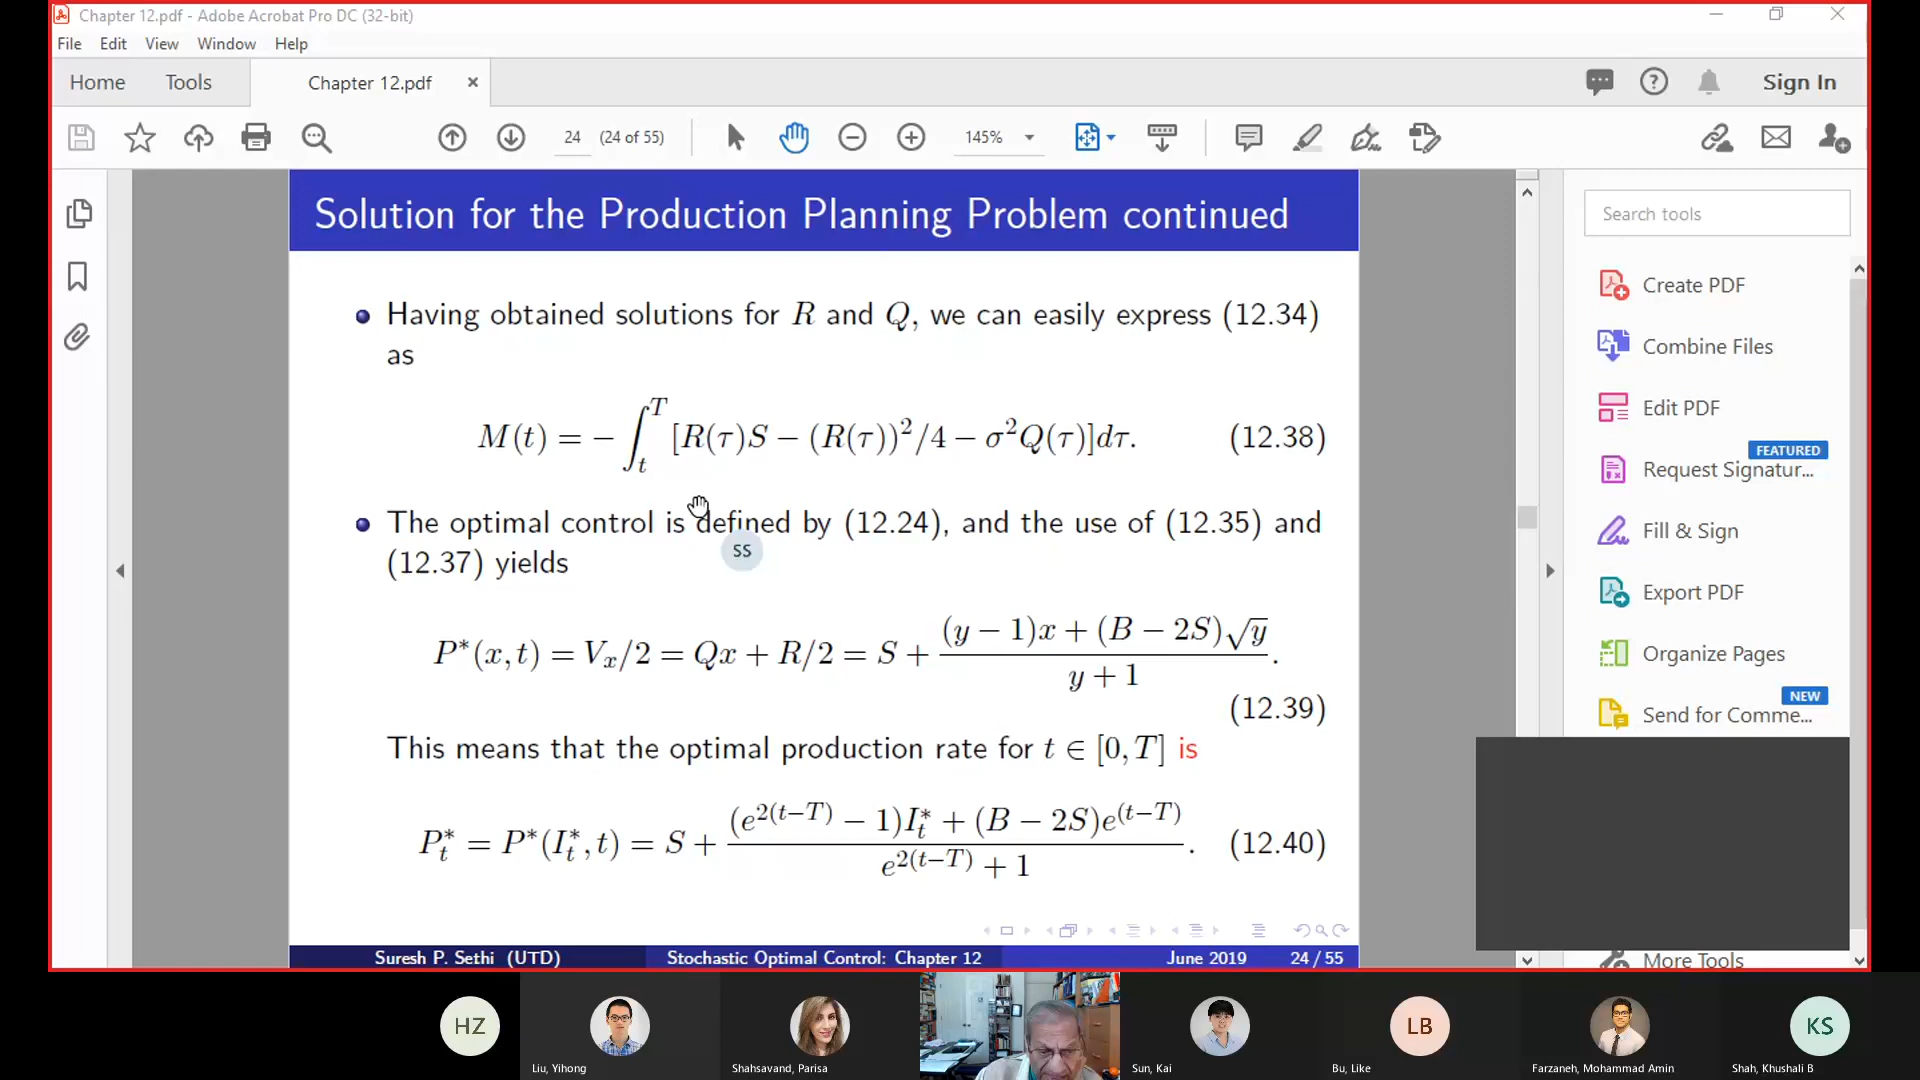 Chapter 12.pdf - Adobe Acrobat Pro DC (32-bit)
File Edit View Window Help
Home Tools Chapter 12.pdf × Sign In
24 (24 of 55) 145%
Search tools
Solution for the Production Planning Problem continued
Having obtained solutions for R and Q, we can easily express (12.34)
as
M(t) = − ∫_t^T [R(τ)S − (R(τ))²/4 − σ²Q(τ)]dτ. (12.38)
The optimal control is defined by (12.24), and the use of (12.35) and
SS
(12.37) yields
P*(x, t) = V_x/2 = Qx + R/2 = S + ((y − 1)x + (B − 2S)√y)/(y + 1).
(12.39)
This means that the optimal production rate for t ∈ [0, T] is
P_t^* = P*(I_t^*, t) = S + ((e^{2(t−T)} − 1)I_t^* + (B − 2S)e^{(t−T)})/(e^{2(t−T)} + 1). (12.40)
Suresh P. Sethi (UTD) Stochastic Optimal Control: Chapter 12 June 2019 24 / 55
Create PDF
Combine Files
Edit PDF
FEATURED
Request Signatur...
Fill & Sign
Export PDF
Organize Pages
NEW
Send for Comme...
More Tools
HZ LB KS
Liu, Yihong Shahsavand, Parisa Sun, Kai Bu, Like Farzaneh, Mohammad Amin Shah, Khushali B